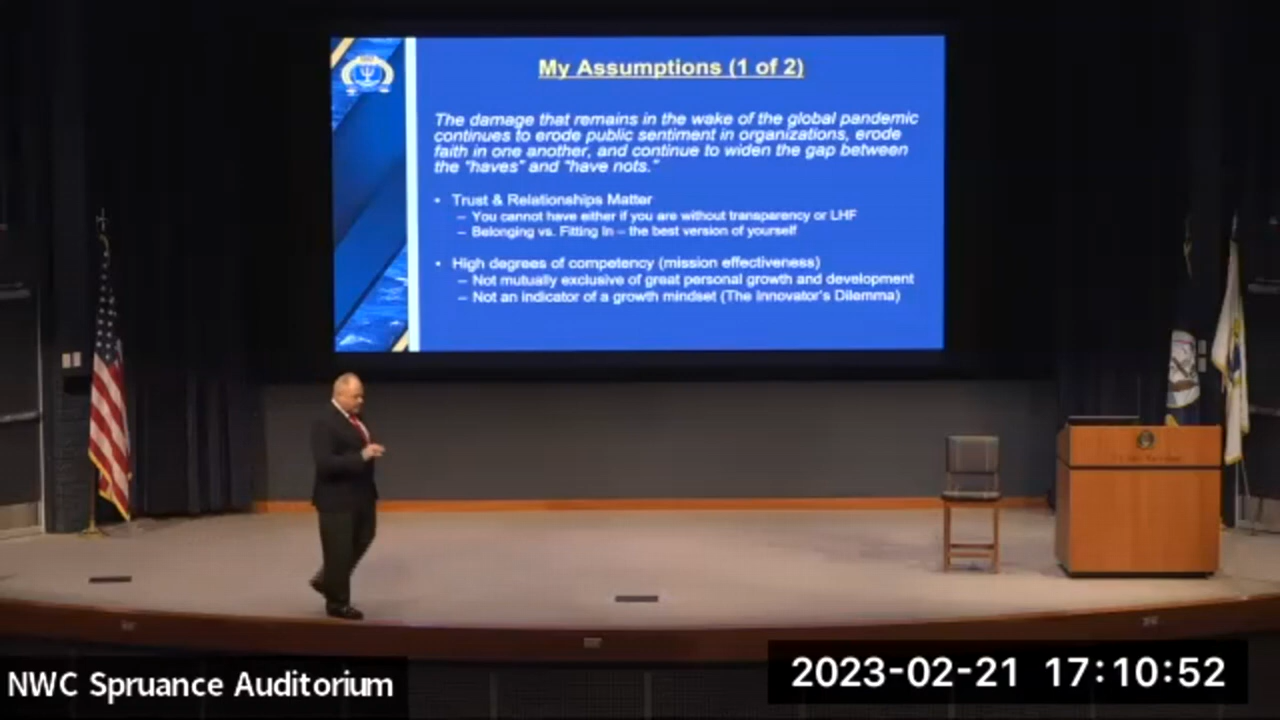 My Assumptions (1 of 2)
The damage that remains in the wake of the global pandemic
continues to erode public sentiment in organizations, erode
faith in one another, and continue to widen the gap between
the "haves" and "have nots."
• Trust & Relationships Matter
– You cannot have either if you are without transparency or LHF
– Belonging vs. Fitting In – the best version of yourself
• High degrees of competency (mission effectiveness)
– Not mutually exclusive of great personal growth and development
– Not an indicator of a growth mindset (The Innovator's Dilemma)
NWC Spruance Auditorium
2023-02-21 17:10:52